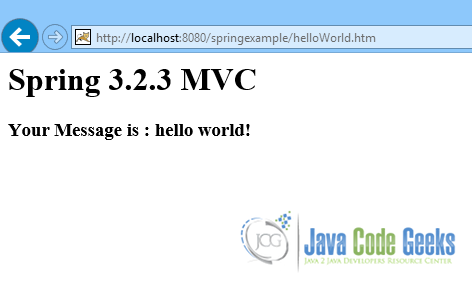 http://localhost:8080/springexample/helloWorld.htm
Spring 3.2.3 MVC
Your Message is : hello world!
JCG
Java Code Geeks
JAVA 2 JAVA DEVELOPERS RESOURCE CENTER